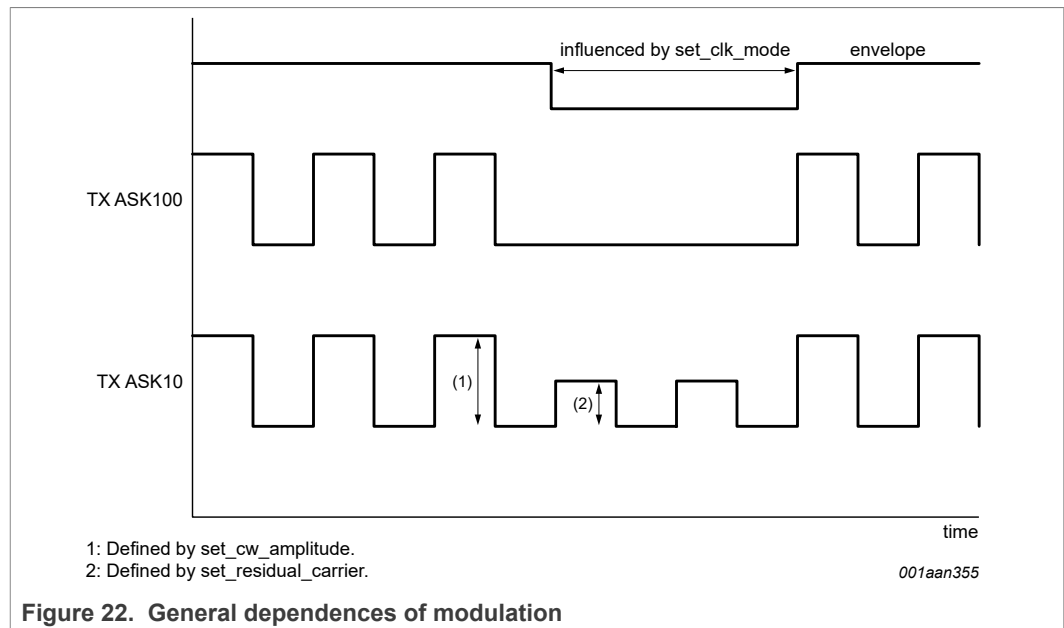 influenced by set_clk_mode envelope
TX ASK100
TX ASK10
(1)
(2)
time
1: Defined by set_cw_amplitude.
2: Defined by set_residual_carrier.
001aan355
Figure 22. General dependences of modulation